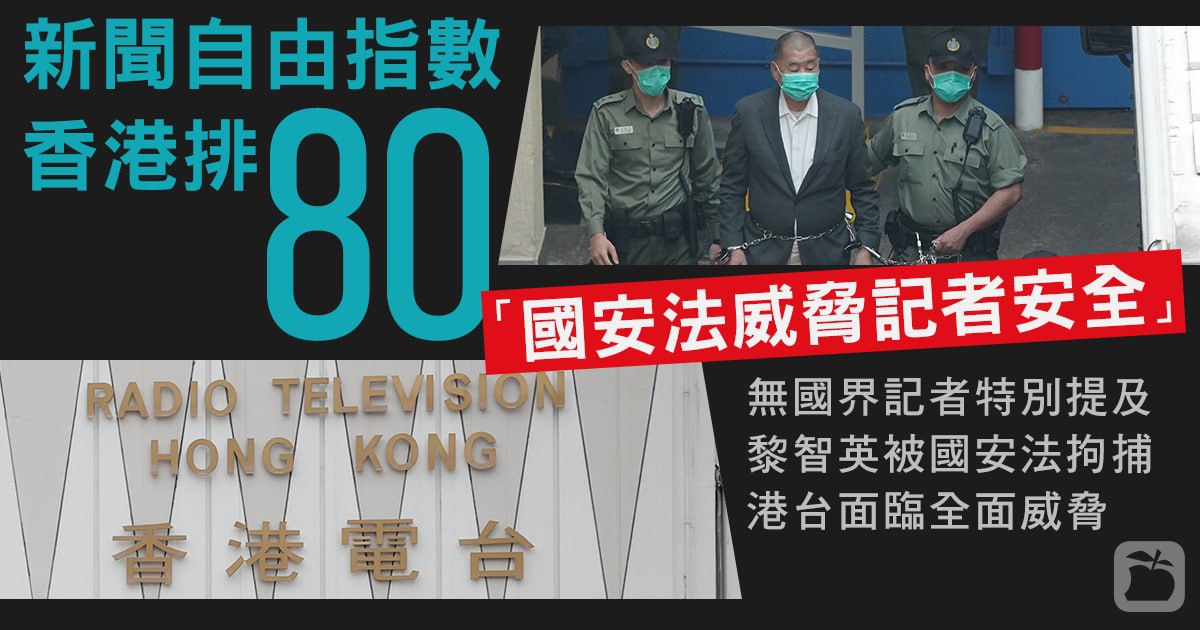 新聞自由指數
香港排80
「國安法威脅記者安全」
無國界記者特別提及
黎智英被國安法拘捕
港台面臨全面威脅
RADIO TELEVISION
HONG KONG
香港電台